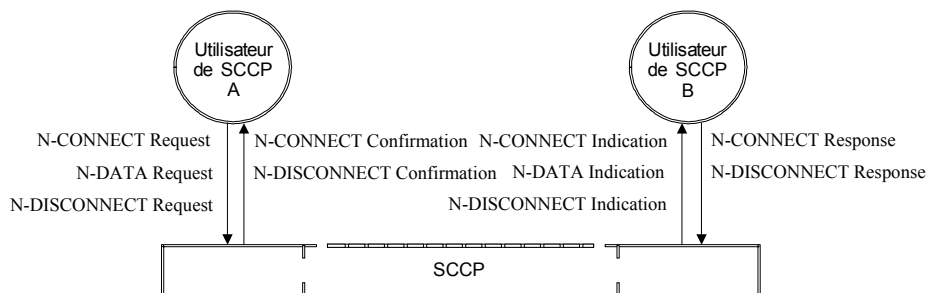 Utilisateur
de SCCP
A
Utilisateur
de SCCP
B
N-CONNECT Request
N-DATA Request
N-DISCONNECT Request
N-CONNECT Confirmation
N-DISCONNECT Confirmation
N-CONNECT Indication
N-DATA Indication
N-DISCONNECT Indication
N-CONNECT Response
N-DISCONNECT Response
SCCP